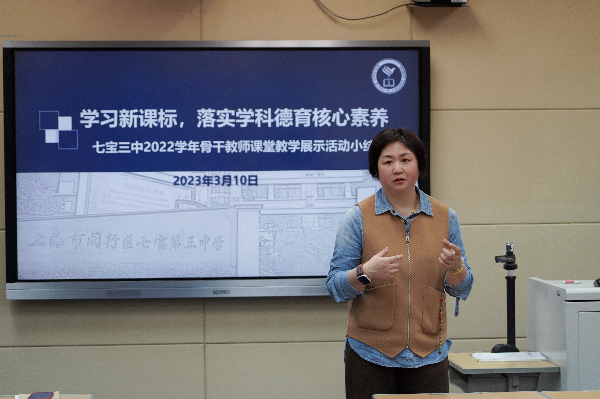 学习新课标，落实学科德育核心素养
七宝三中2022学年骨干教师课堂教学展示活动小结
2023年3月10日
上海市闵行区七宝第三中学